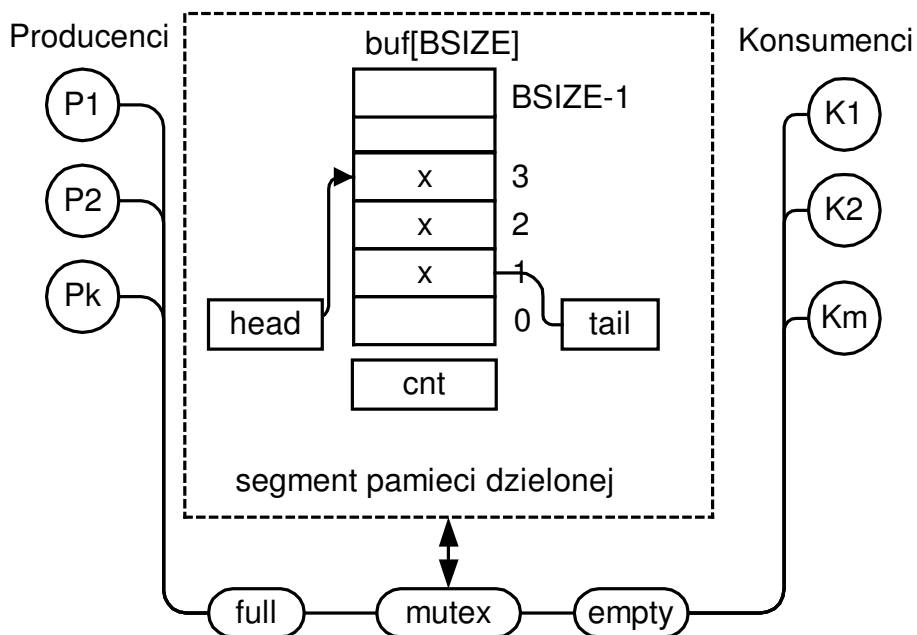 Producenci
buf[BSIZE]
Konsumenci
P1
BSIZE-1
K1
x
3
P2
x
2
K2
x
1
Pk
head
0
tail
Km
cnt
segment pamieci dzielonej
full
mutex
empty